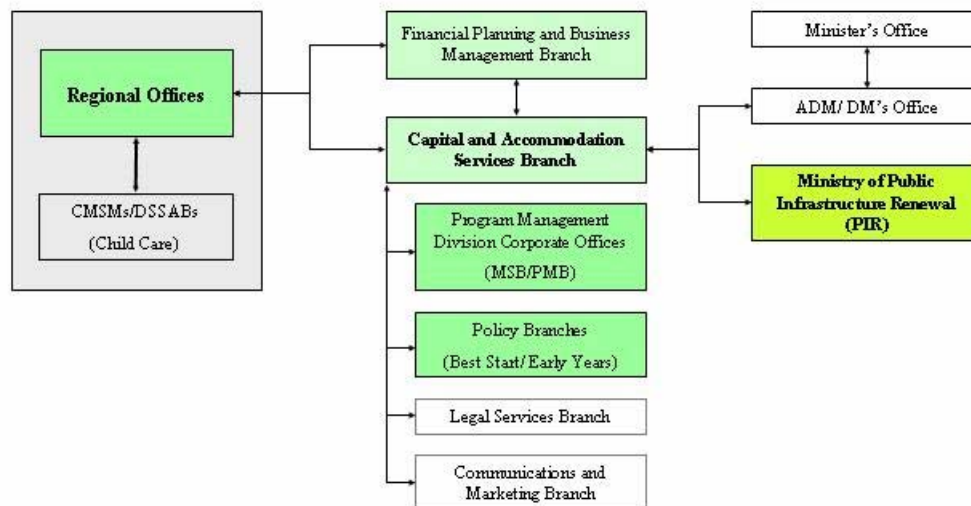 Regional Offices
CMSMs/DSSABs
(Child Care)
Financial Planning and Business
Management Branch
Capital and Accommodation
Services Branch
Program Management
Division Corporate Offices
(MSB/PMB)
Policy Branches
(Best Start/ Early Years)
Legal Services Branch
Communications and
Marketing Branch
Minister's Office
ADM/ DM's Office
Ministry of Public
Infrastructure Renewal
(PIR)